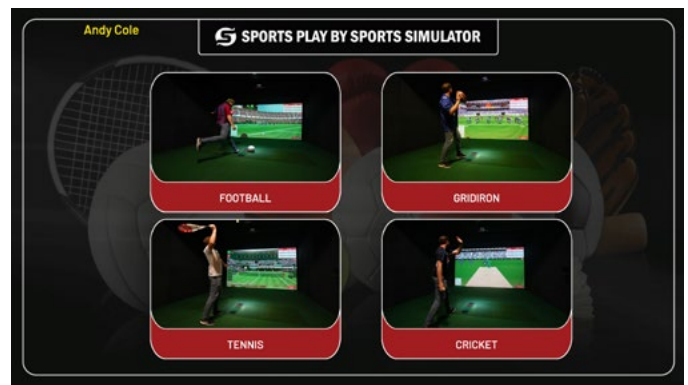 Andy Cole
SPORTS PLAY BY SPORTS SIMULATOR
FOOTBALL
GRIDIRON
TENNIS
CRICKET